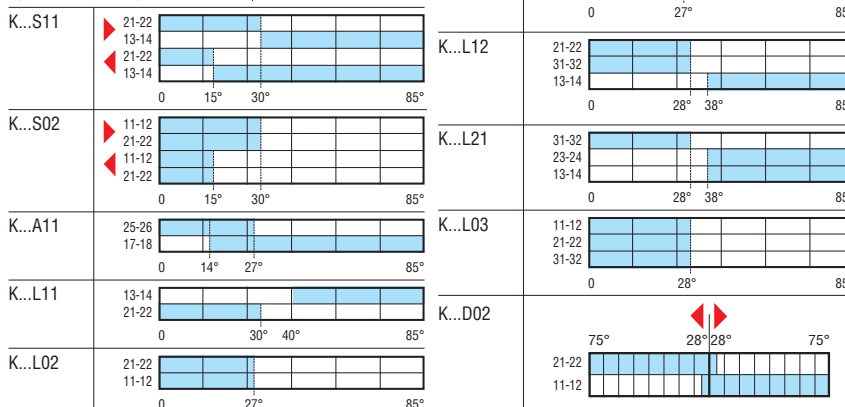 K...S11
21-22
13-14
21-22
13-14
0 15° 30° 85°
K...S02
11-12
21-22
11-12
21-22
0 15° 30° 85°
K...A11
25-26
17-18
0 14° 27° 85°
K...L11
13-14
21-22
0 30° 40° 85°
K...L02
21-22
11-12
0 27° 85°
0 27° 85
K...L12
21-22
31-32
13-14
0 28° 38° 85
K...L21
31-32
23-24
13-14
0 28° 38° 85
K...L03
11-12
21-22
31-32
0 28° 85
K...D02
75° 28° 28° 75°
21-22
11-12